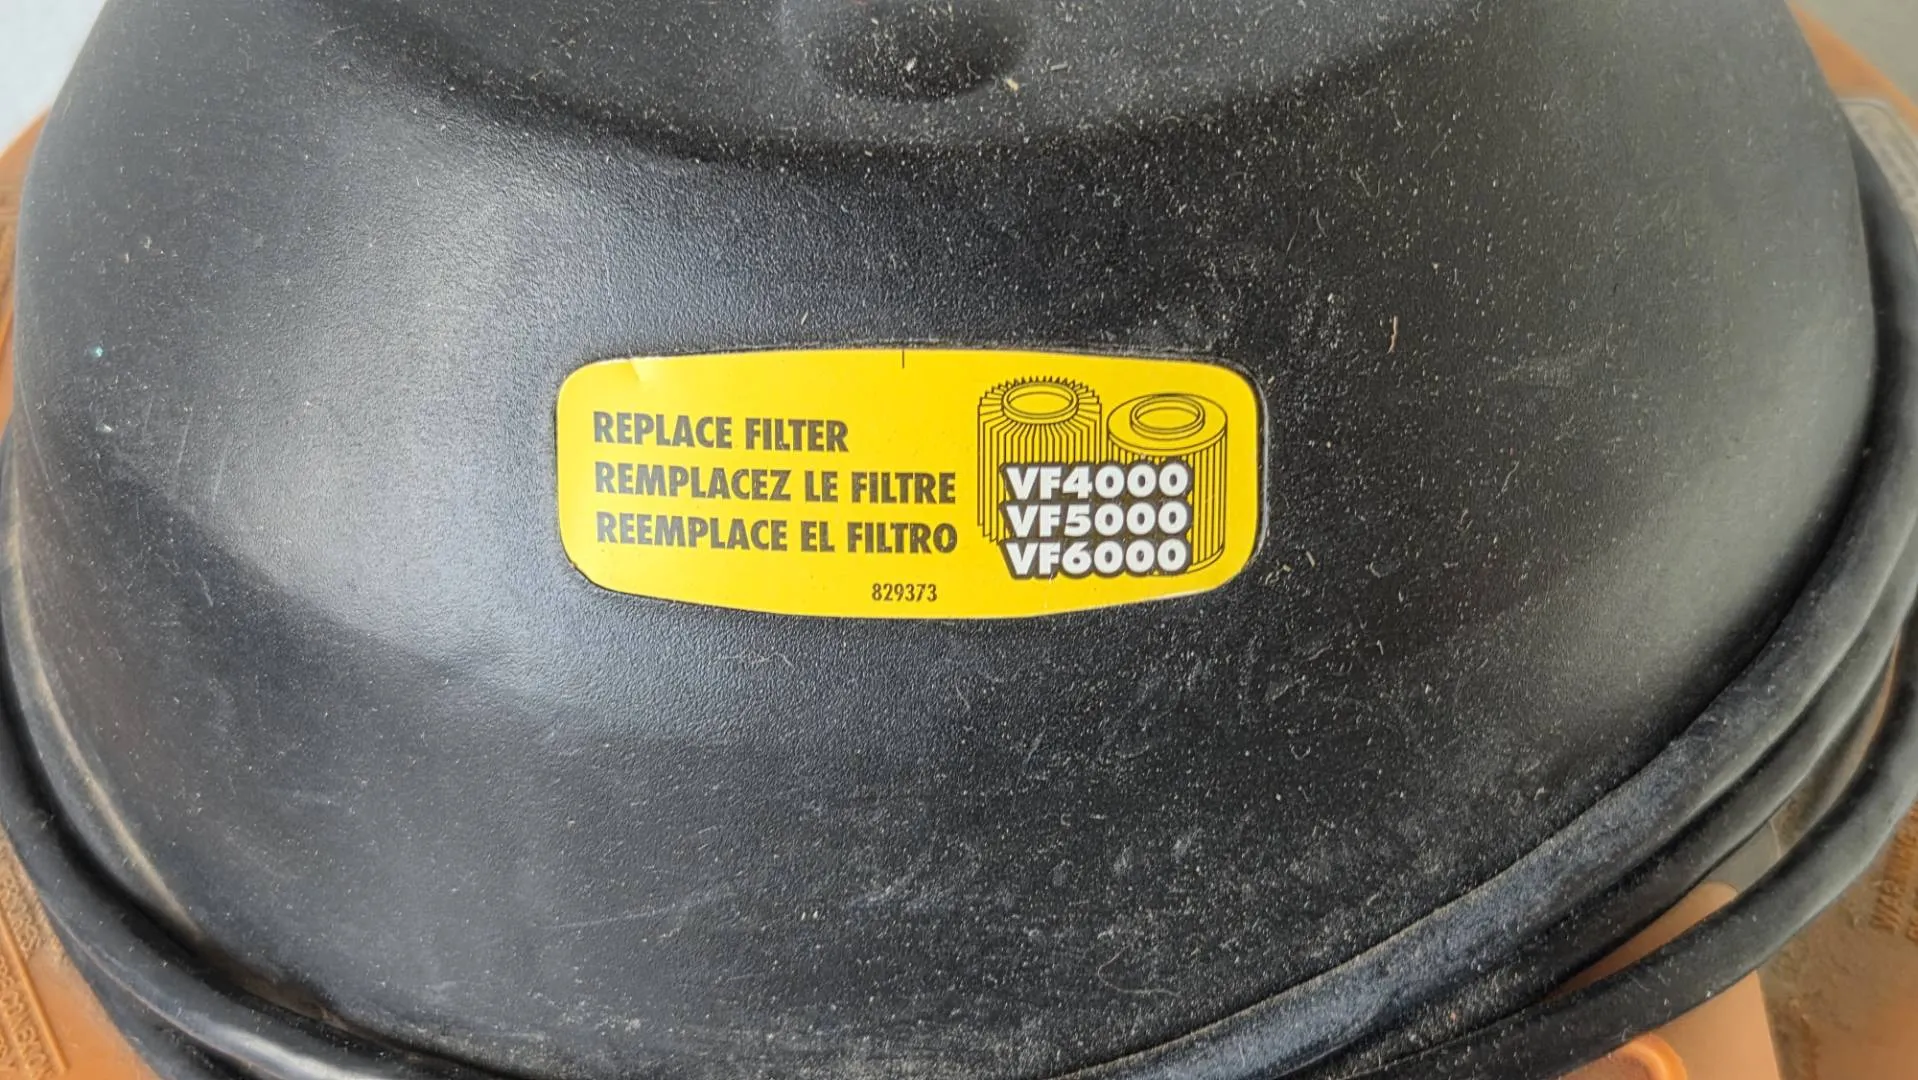 REPLACE FILTER
REMPLACEZ LE FILTRE
REEMPLACE EL FILTRO
VF4000
VF5000
VF6000
829373